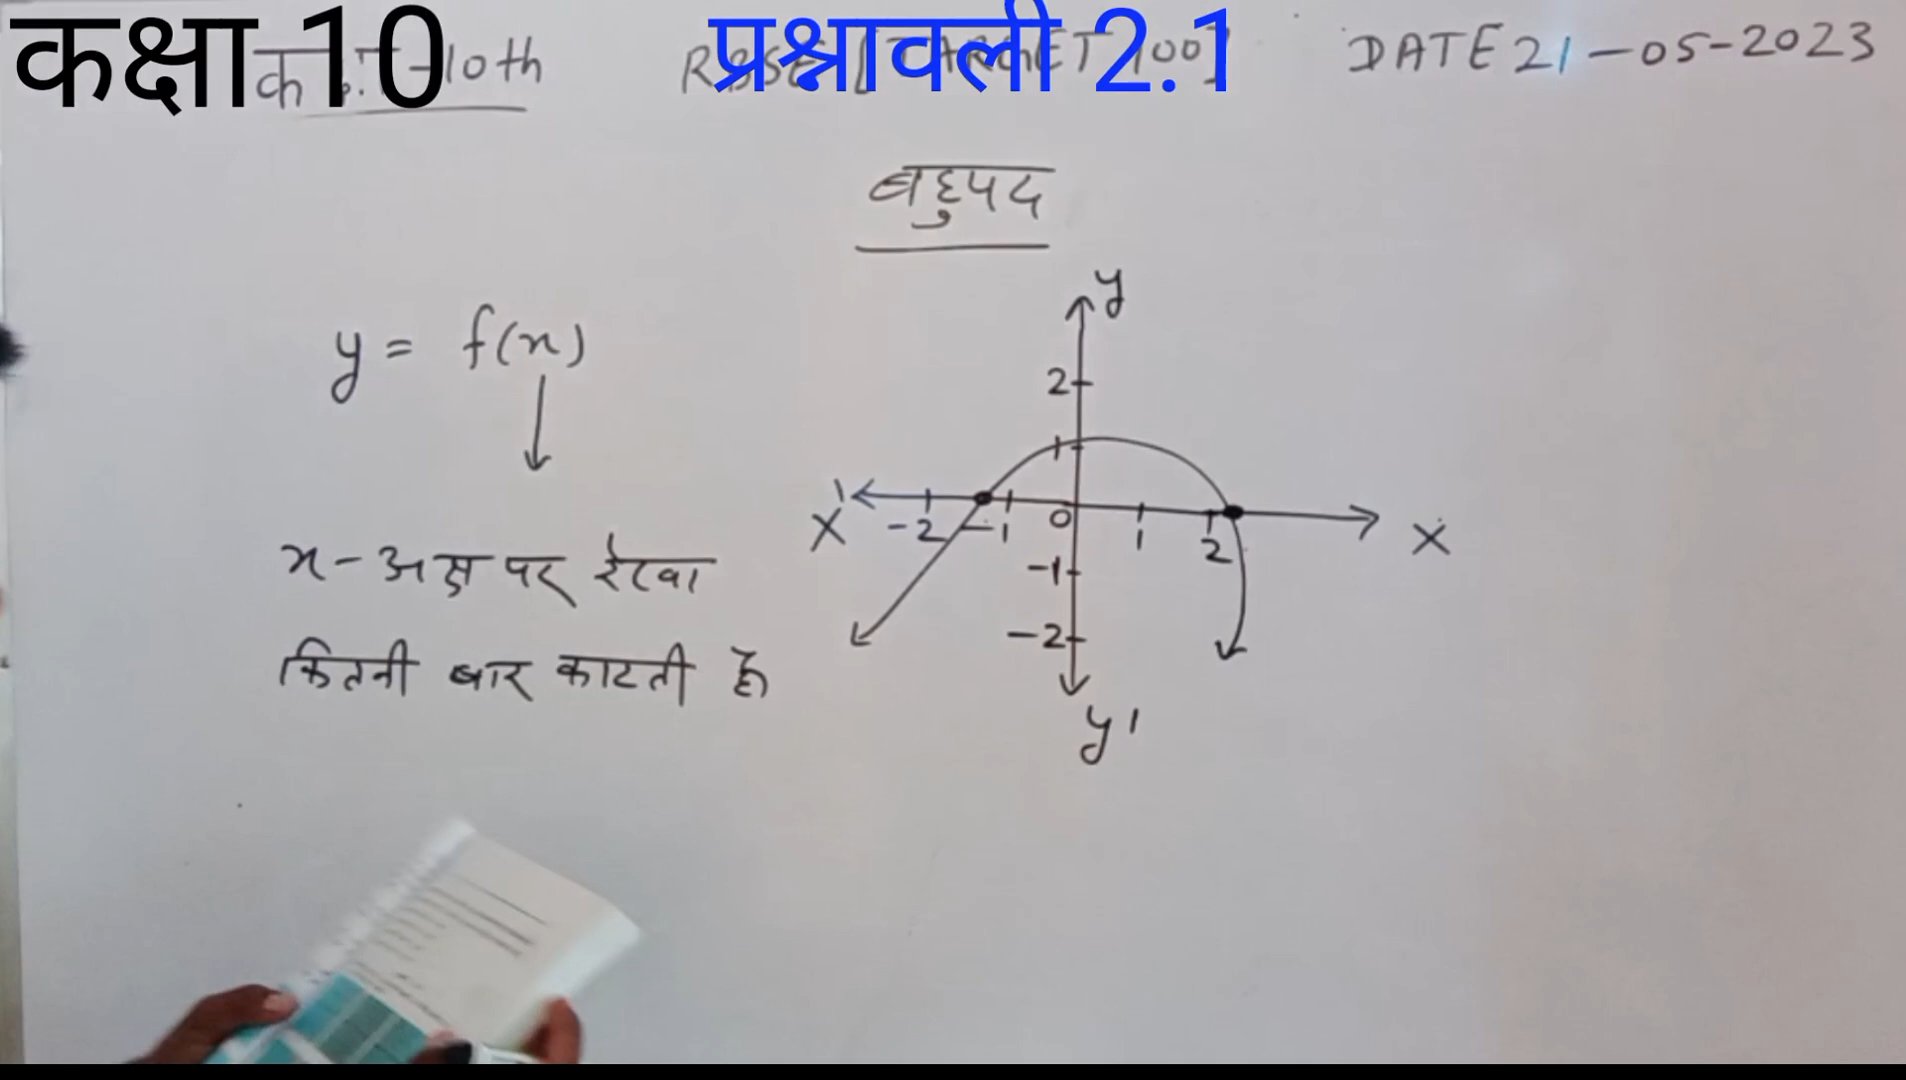 कक्षा 10
प्रश्नावली 2.1
10th
DATE 21-05-2023
बहुपद
y = f(x)
x-अक्ष पर रेखा
कितनी बार काटती है
y
2
1
X'
-2
-1
0
1
2
X
-1
-2
y'